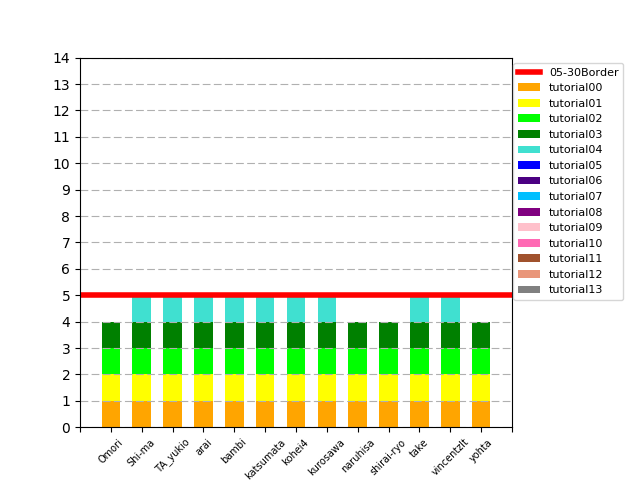 14
13
12
11
10
9
8
7
6
5
4
3
2
1
0
05-30Border
tutorial00
tutorial01
tutorial02
tutorial03
tutorial04
tutorial05
tutorial06
tutorial07
tutorial08
tutorial09
tutorial10
tutorial11
tutorial12
tutorial13
Omori
Shi-ma
TA_yukio
arai
bambi
katsumata
kohei4
kurosawa
naruhisa
shirai-ryo
take
vincentzlt
yohta